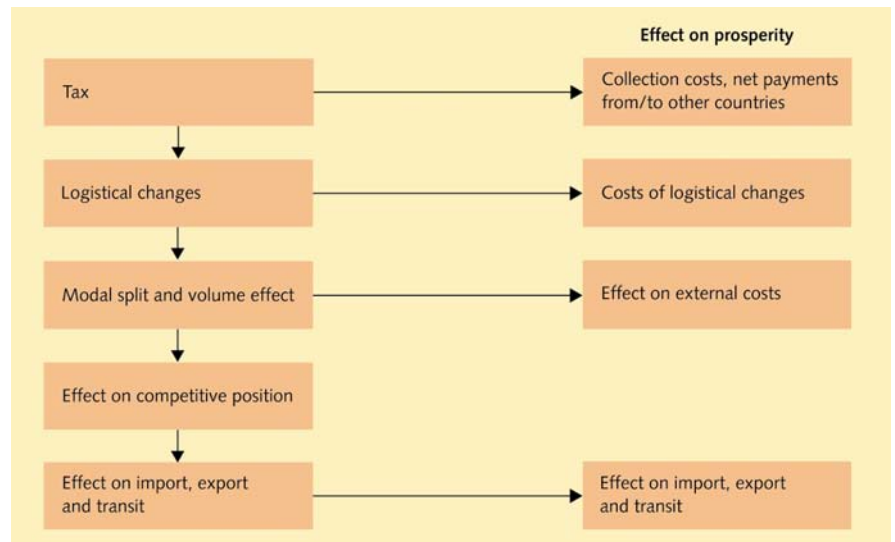 Effect on prosperity
Tax
Collection costs, net payments
from/to other countries
Logistical changes
Costs of logistical changes
Modal split and volume effect
Effect on external costs
Effect on competitive position
Effect on import, export
and transit
Effect on import, export
and transit